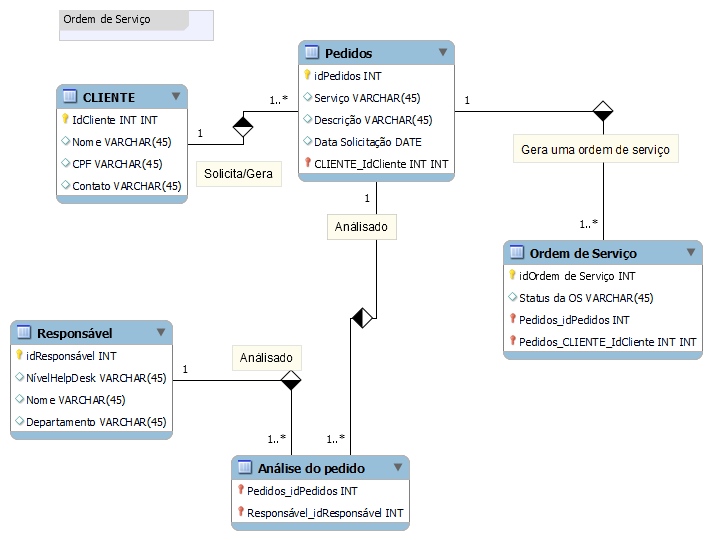 Ordem de Serviço
Pedidos
idPedidos INT
Serviço VARCHAR(45)
Descrição VARCHAR(45)
Data Solicitação DATE
CLIENTE_IdCliente INT INT
CLIENTE
IdCliente INT INT
Nome VARCHAR(45)
CPF VARCHAR(45)
Contato VARCHAR(45)
1
1..*
Solicita/Gera
1
Gera uma ordem de serviço
1..*
1
Análisado
Ordem de Serviço
idOrdem de Serviço INT
Status da OS VARCHAR(45)
Pedidos_idPedidos INT
Pedidos_CLIENTE_IdCliente INT INT
Responsável
idResponsável INT
NívelHelpDesk VARCHAR(45)
Nome VARCHAR(45)
Departamento VARCHAR(45)
1
Análisado
1..*
1..*
Análise do pedido
Pedidos_idPedidos INT
Responsável_idResponsável INT